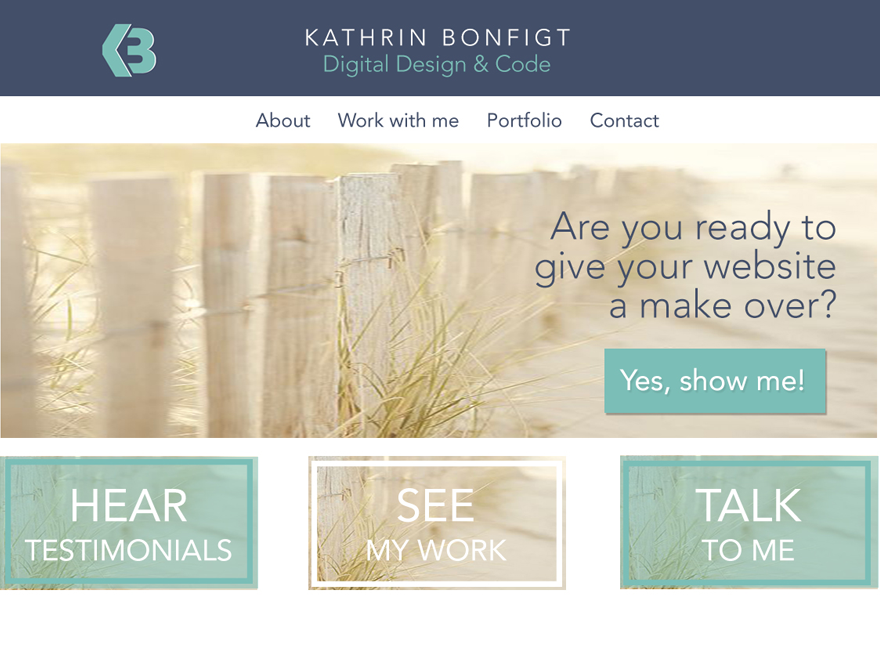 KATHRIN BONFIGT
Digital Design & Code
About Work with me Portfolio Contact
Are you ready to
give your website
a make over?
Yes, show me!
HEAR
TESTIMONIALS
SEE
MY WORK
TALK
TO ME